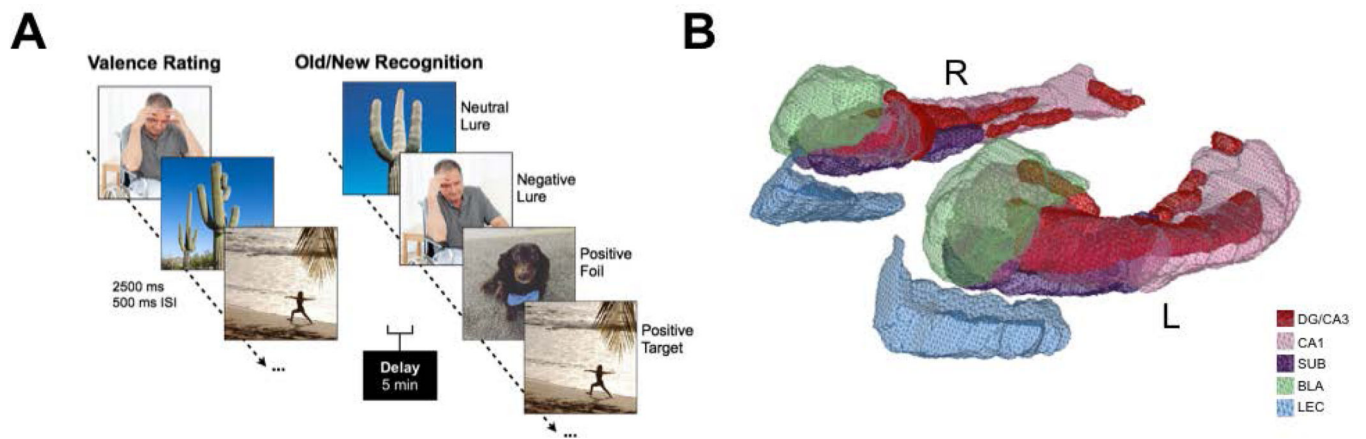 A
Valence Rating
Old/New Recognition
Neutral
Lure
Negative
Lure
Positive
Foil
Positive
Target
2500 ms
500 ms ISI
...
Delay
5 min
...
B
R
L
DG/CA3
CA1
SUB
BLA
LEC